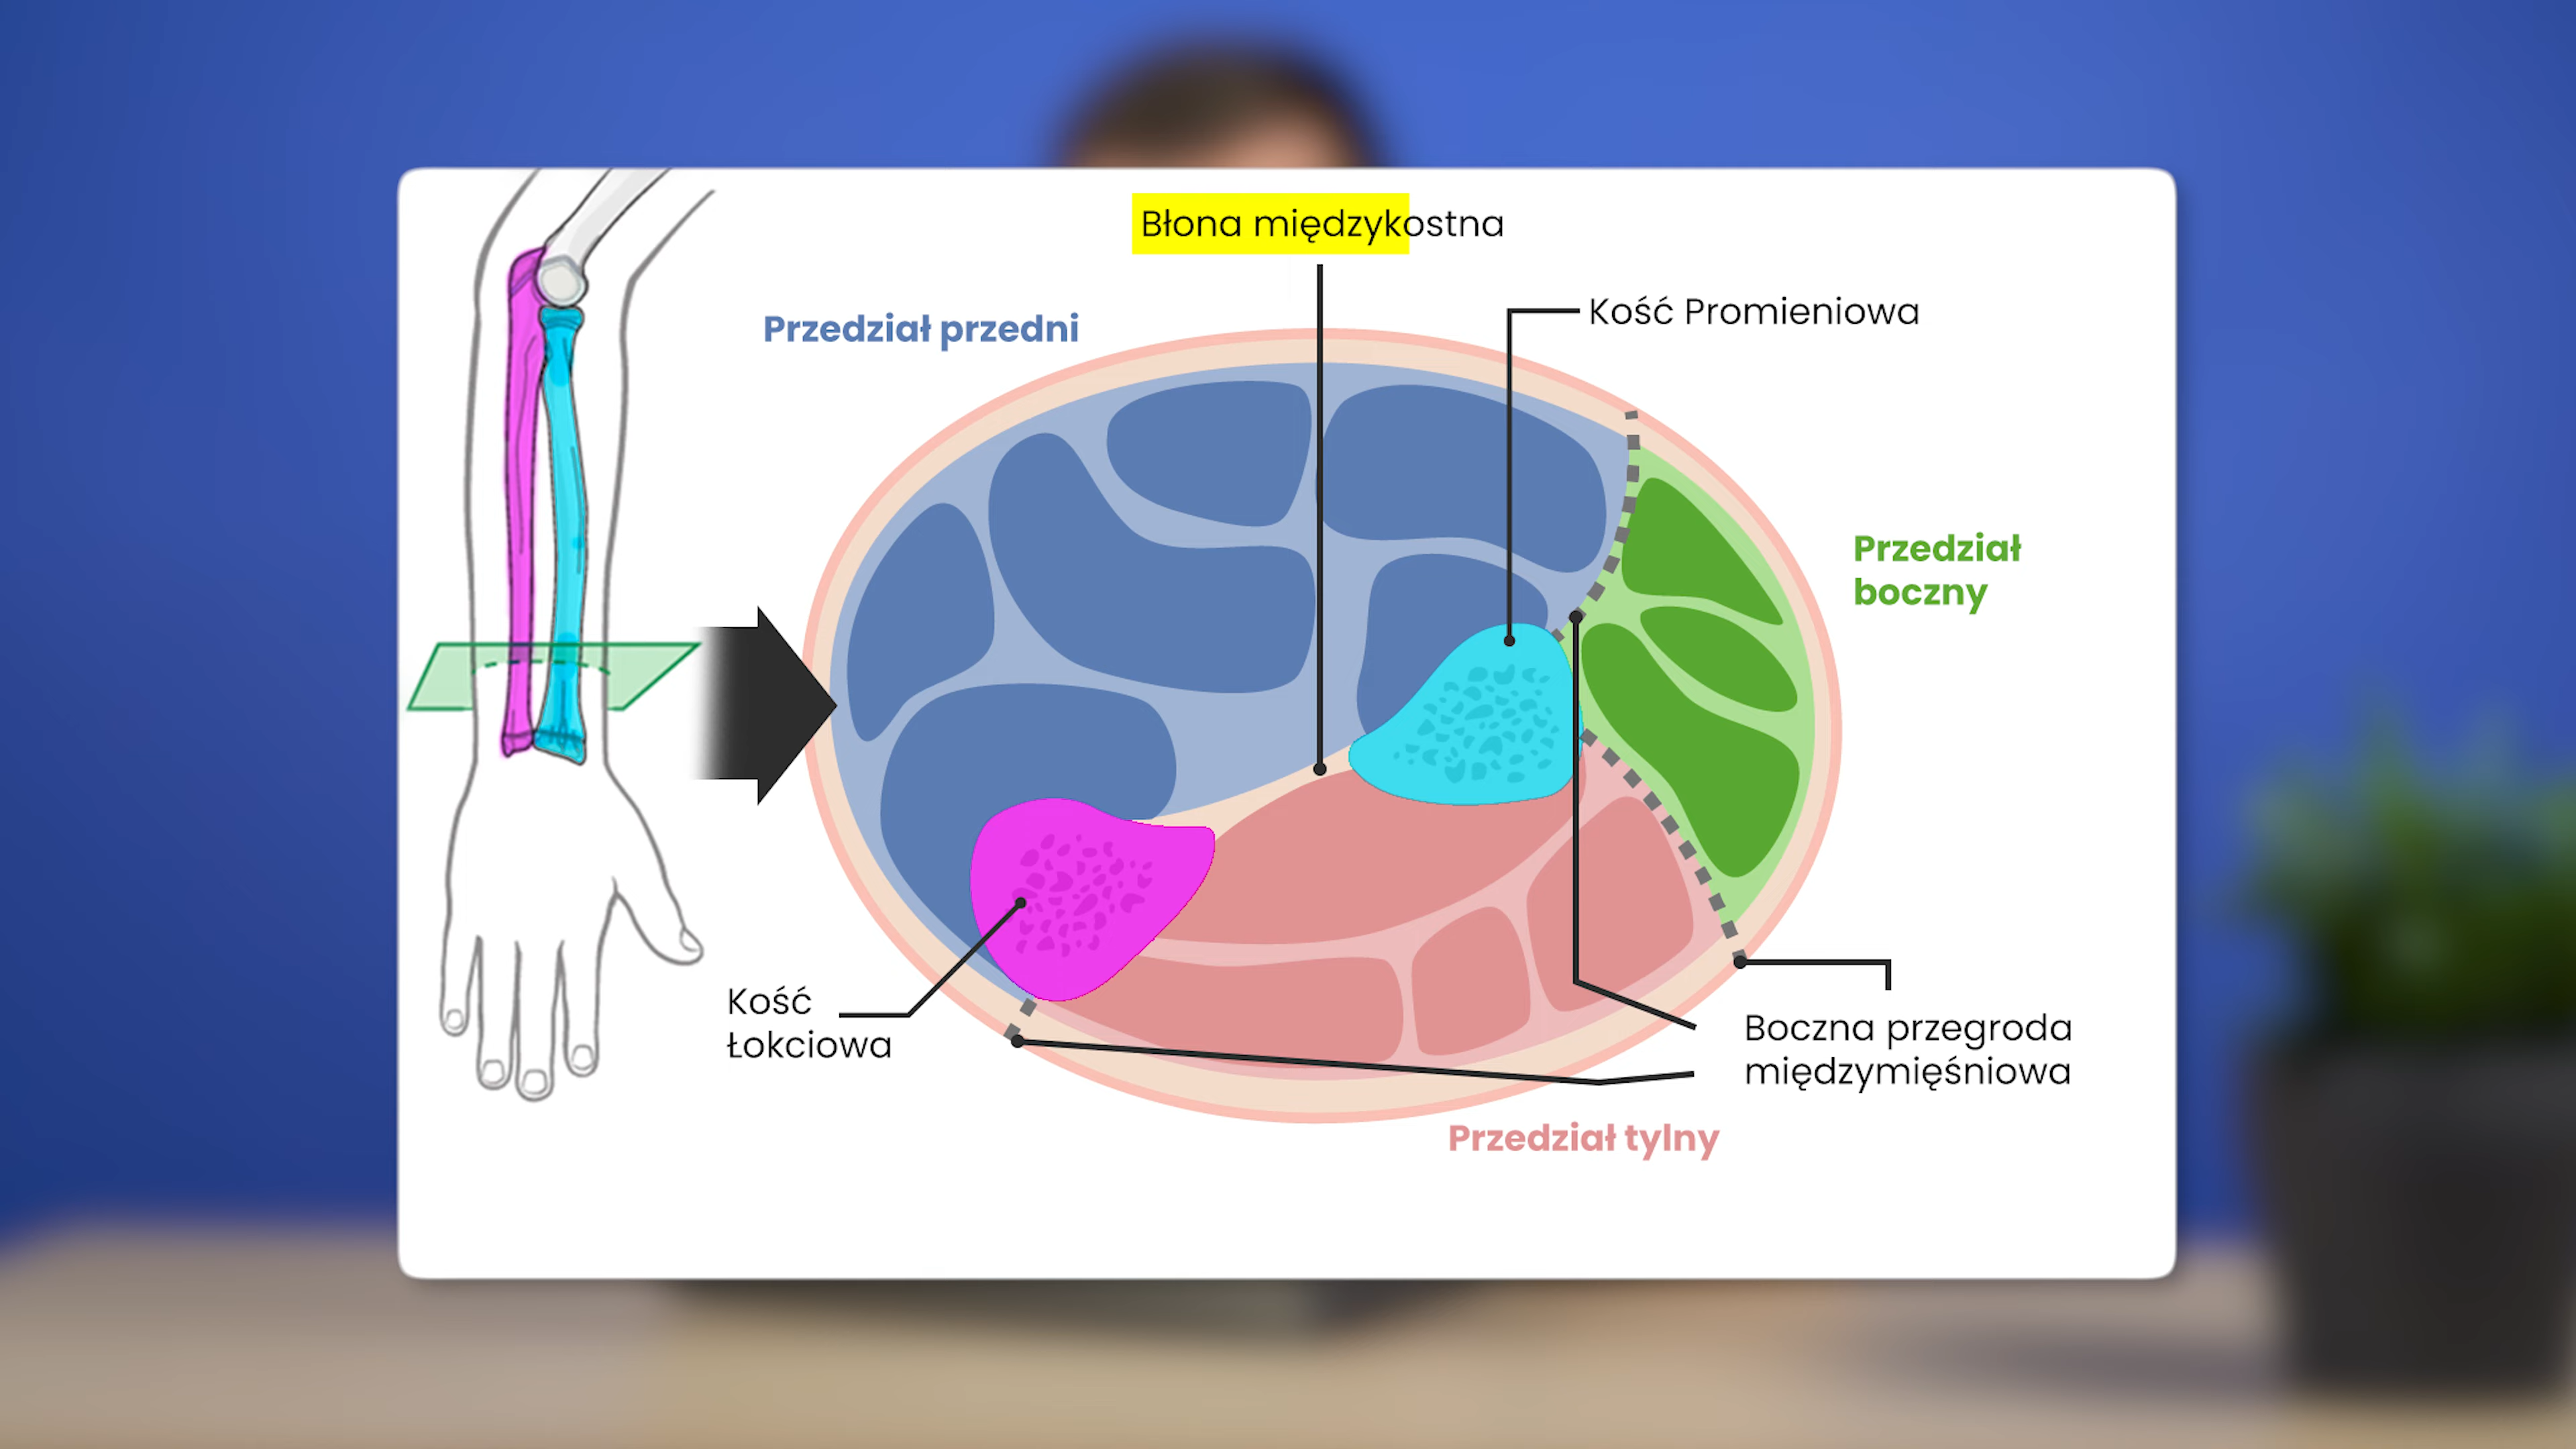 Błona międzykostna
Kość Promieniowa
Przedział przedni
Przedział
boczny
Kość
Łokciowa
Boczna przegroda
międzymięśniowa
Przedział tylny